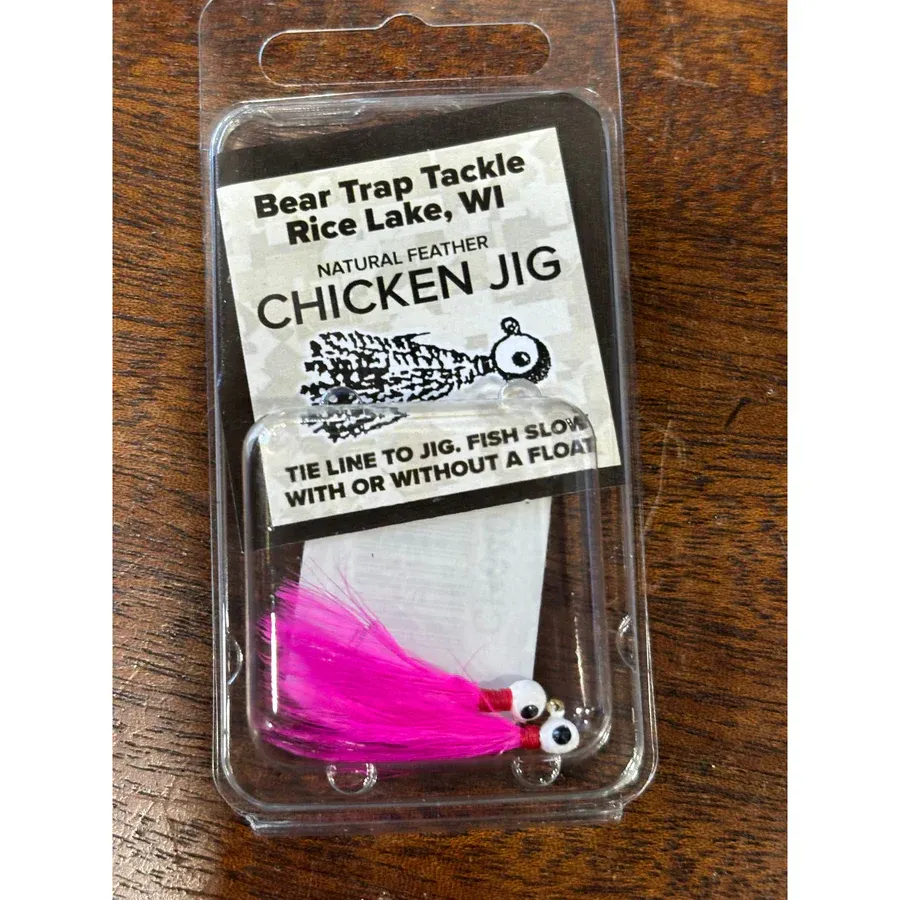 Bear Trap Tackle
Rice Lake, WI
NATURAL FEATHER
CHICKEN JIG
TIE LINE TO JIG. FISH SLOW
WITH OR WITHOUT A FLOAT